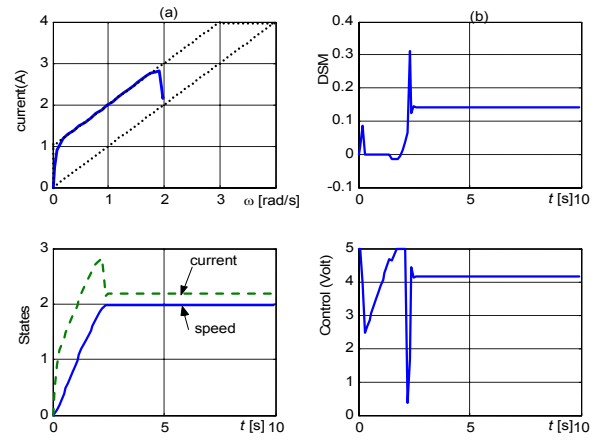 (a)
4
3
2
1
0
current(A)
0
1
2
3
4
ω [rad/s]
(b)
0.4
0.3
0.2
0.1
0
-0.1
DSM
0
5
t [s]10
3
2
1
0
States
current
speed
0
5
t [s] 10
5
4
3
2
1
0
Control (Volt)
0
5
t [s] 10